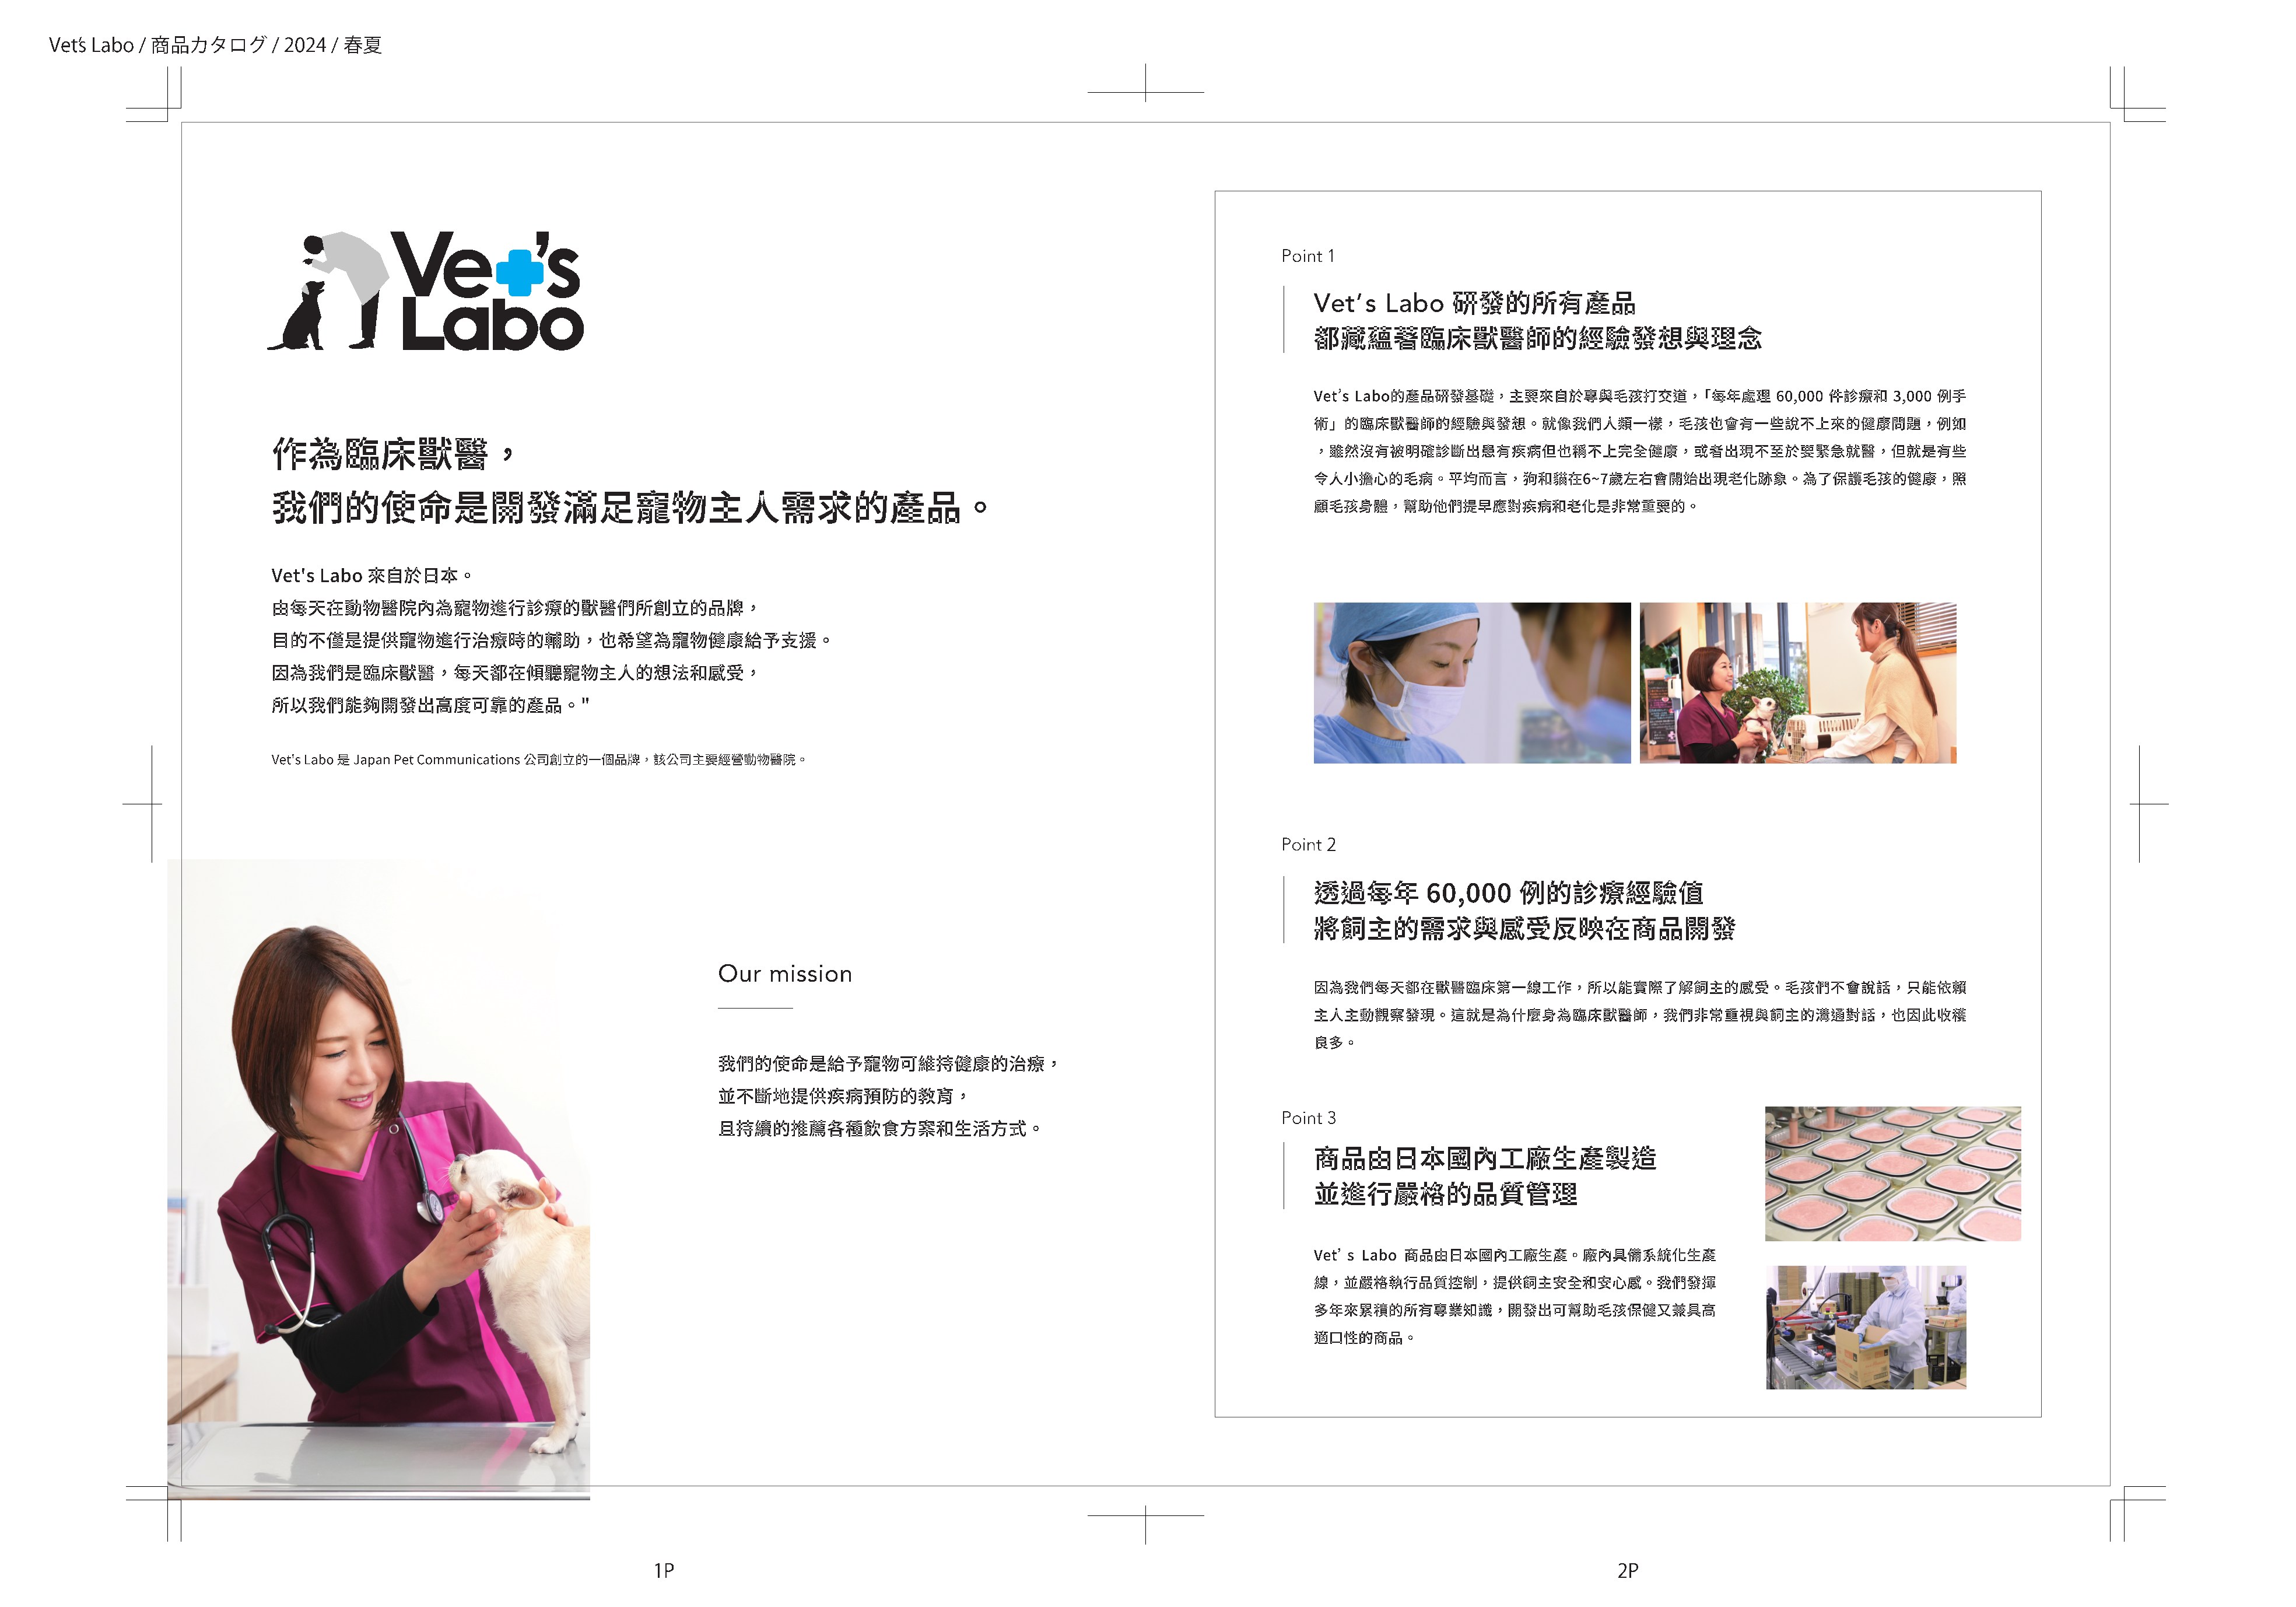 Vet's Labo / 商品カタログ / 2024 / 春夏
Vet's
Labo
作為臨床獸醫，
我們的使命是開發滿足寵物主人需求的產品。
Vet's Labo 來自於日本。
由每天在動物醫院內為寵物進行診療的獸醫們所創立的品牌，
目的不僅是提供寵物進行治療時的輔助，也希望為寵物健康給予支援。
因為我們是臨床獸醫，每天都在傾聽寵物主人的想法和感受，
所以我們能夠開發出高度可靠的產品。"
Vet's Labo 是 Japan Pet Communications 公司創立的一個品牌，該公司主要經營動物醫院。
Our mission
我們的使命是給予寵物可維持健康的治療，
並不斷地提供疾病預防的教育，
且持續的推薦各種飲食方案和生活方式。
1P
Point 1
Vet’s Labo 研發的所有產品
都藏蘊著臨床獸醫師的經驗發想與理念
Vet’s Labo的產品研發基礎，主要來自於專與毛孩打交道，「每年處理 60,000 件診療和 3,000 例手
術」的臨床獸醫師的經驗與發想。就像我們人類一樣，毛孩也會有一些說不上來的健康問題，例如
，雖然沒有被明確診斷出患有疾病但也稱不上完全健康，或者出現不至於要緊急就醫，但就是有些
令人小擔心的毛病。平均而言，狗和貓在6~7歲左右會開始出現老化跡象。為了保護毛孩的健康，照
顧毛孩身體，幫助他們提早應對疾病和老化是非常重要的。
Point 2
透過每年 60,000 例的診療經驗值
將飼主的需求與感受反映在商品開發
因為我們每天都在獸醫臨床第一線工作，所以能實際了解飼主的感受。毛孩們不會說話，只能依賴
主人主動觀察發現。這就是為什麼身為臨床獸醫師，我們非常重視與飼主的溝通對話，也因此收穫
良多。
Point 3
商品由日本國內工廠生產製造
並進行嚴格的品質管理
Vet’ s Labo 商品由日本國內工廠生產。廠內具備系統化生產
線，並嚴格執行品質控制，提供飼主安全和安心感。我們發揮
多年來累積的所有專業知識，開發出可幫助毛孩保健又兼具高
適口性的商品。
2P